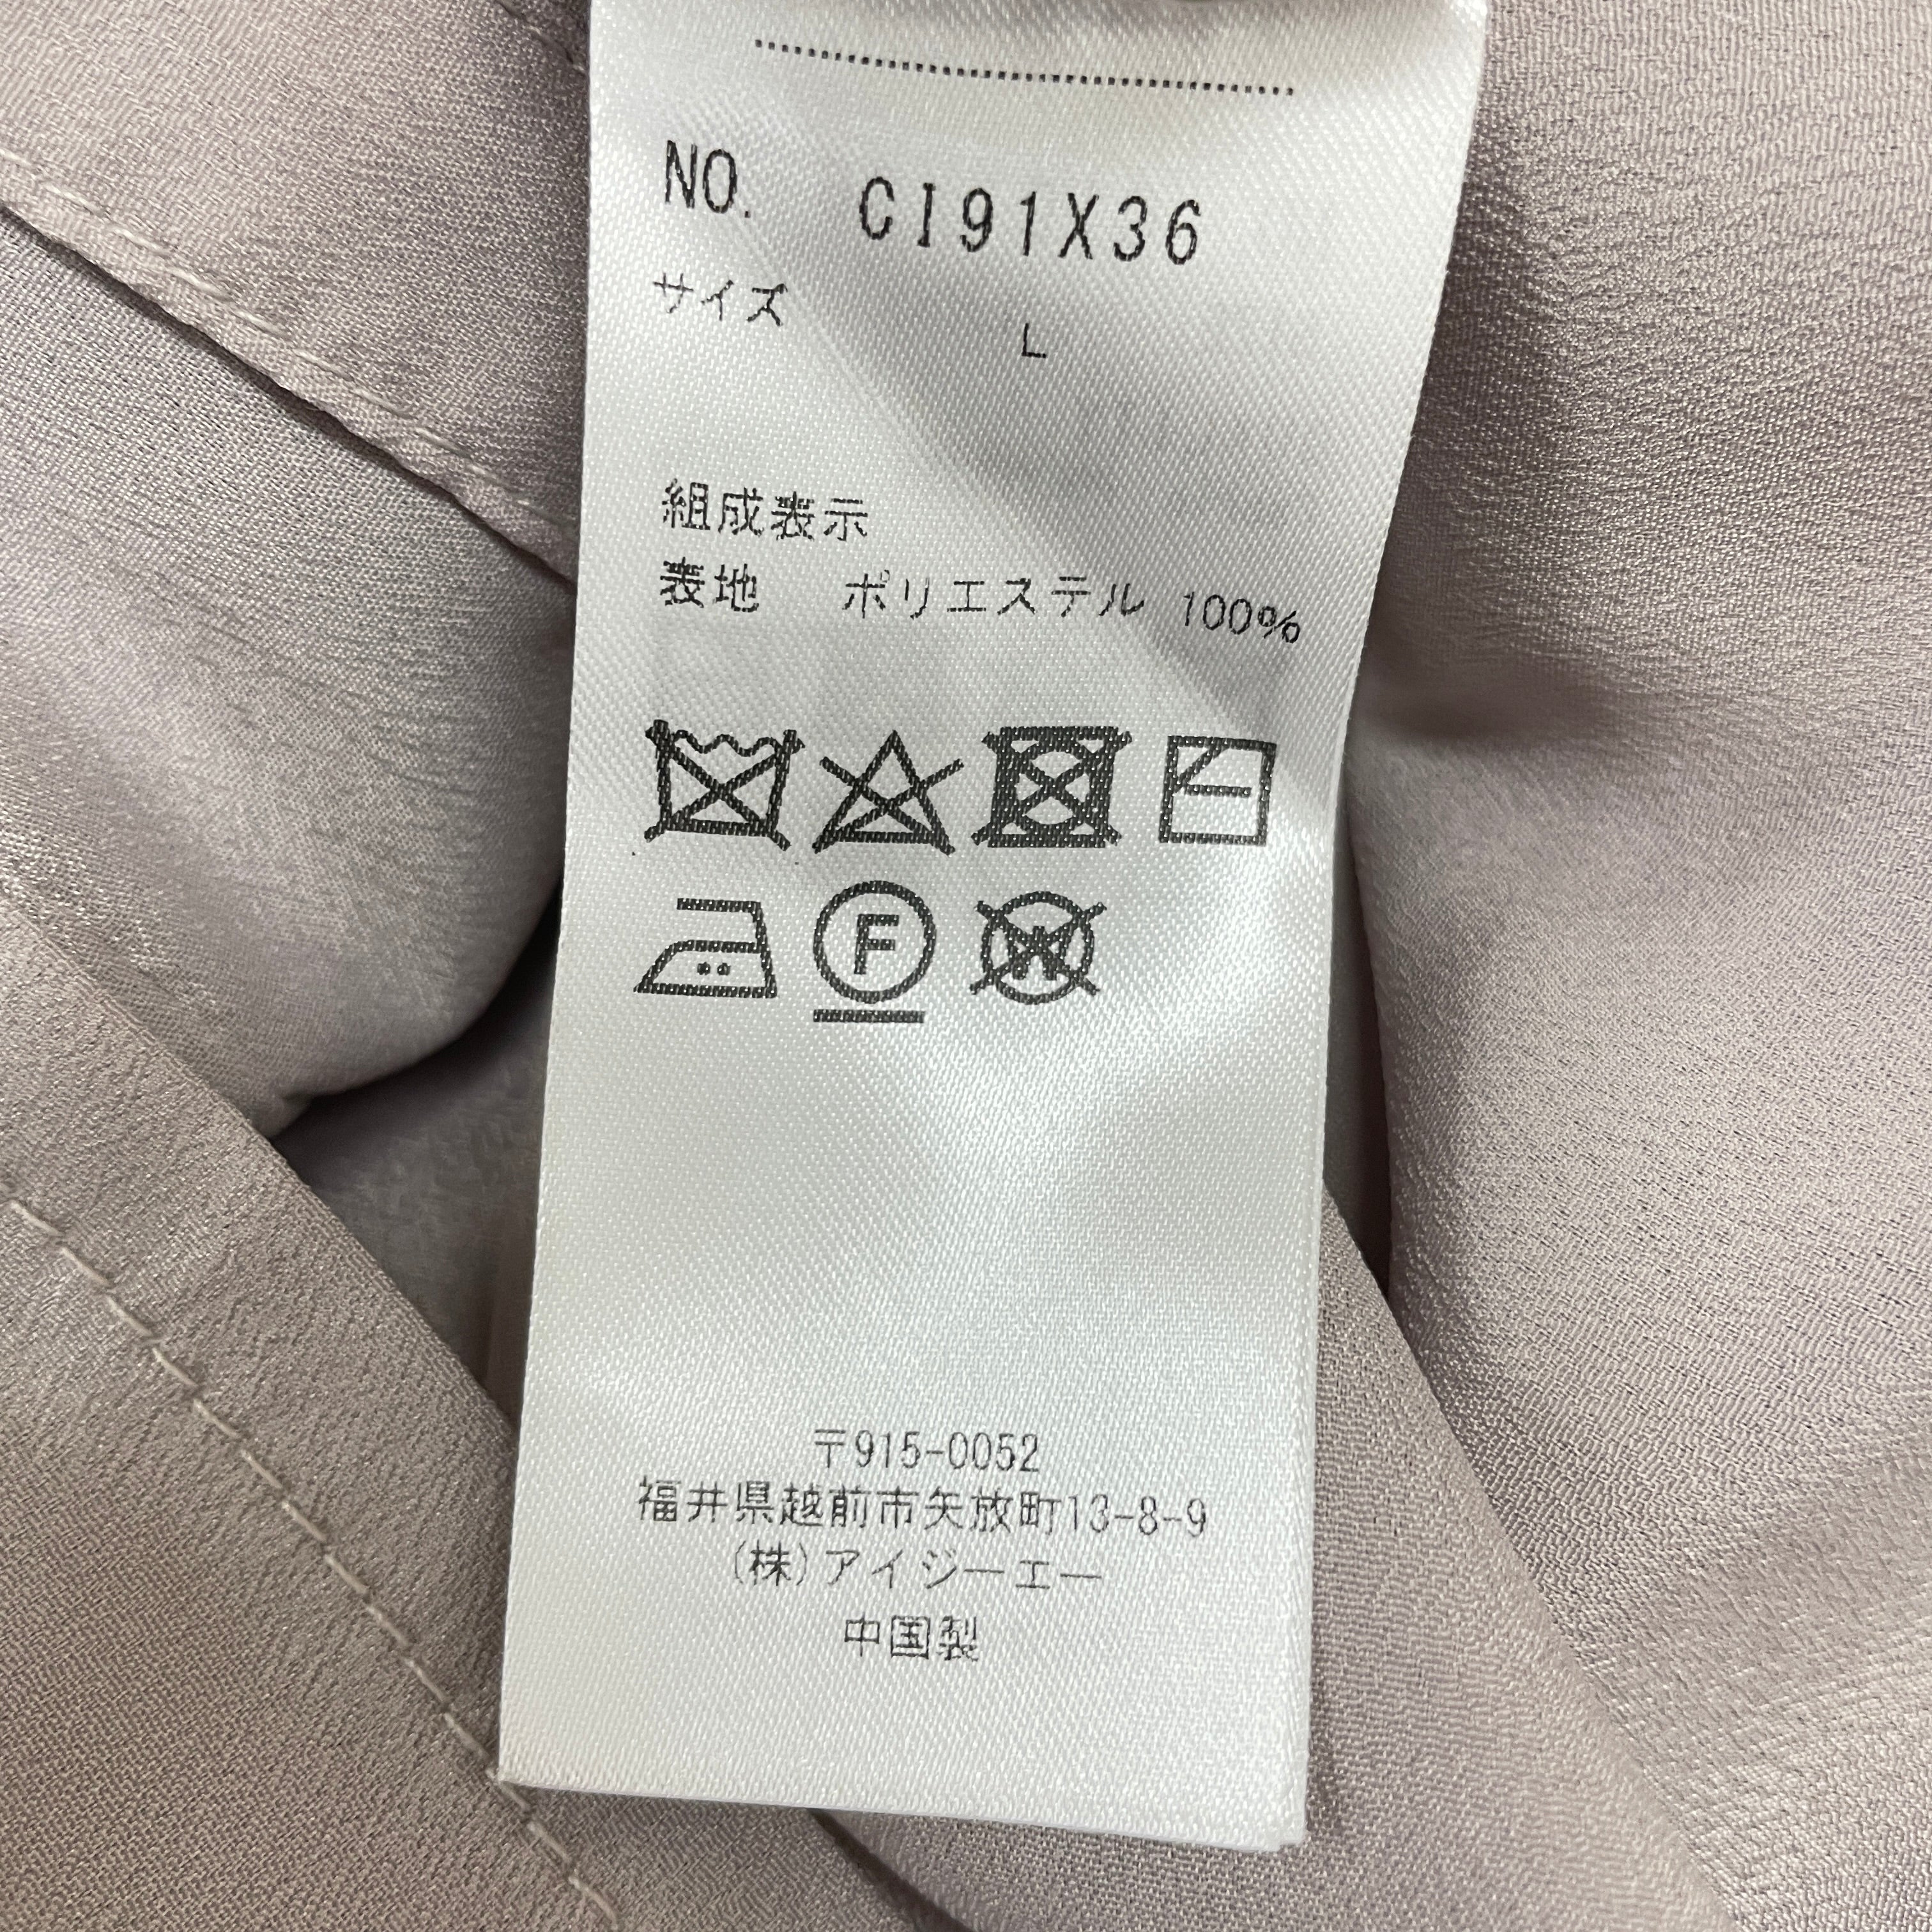 NO. CI91X36
サイズ
L
組成表示
表地 ポリエステル 100%
F
W
〒915-0052
福井県越前市矢放町13-8-9
(株)アイジーエー
中国製